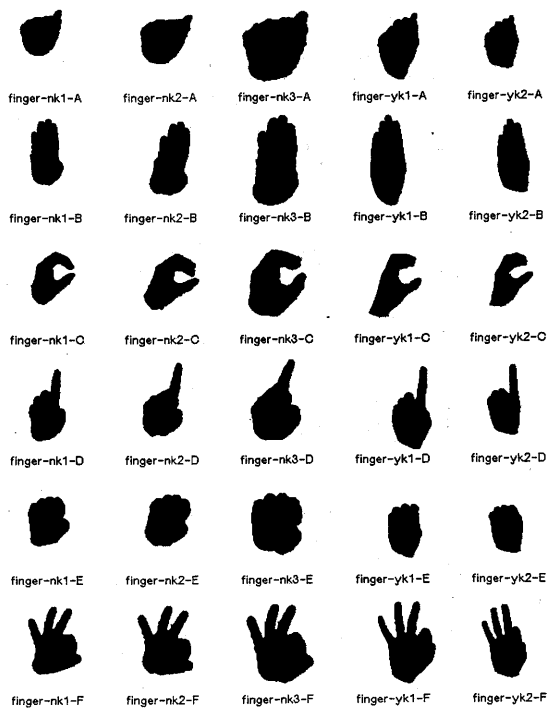 finger-nk1-A finger-nk2-A finger-nk3-A finger-yk1-A finger-yk2-A
finger-nk1-B finger-nk2-B finger-nk3-B finger-yk1-B finger-yk2-B
finger-nk1-C finger-nk2-C finger-nk3-C finger-yk1-C finger-yk2-C
finger-nk1-D finger-nk2-D finger-nk3-D finger-yk1-D finger-yk2-D
finger-nk1-E finger-nk2-E finger-nk3-E finger-yk1-E finger-yk2-E
finger-nk1-F finger-nk2-F finger-nk3-F finger-yk1-F finger-yk2-F